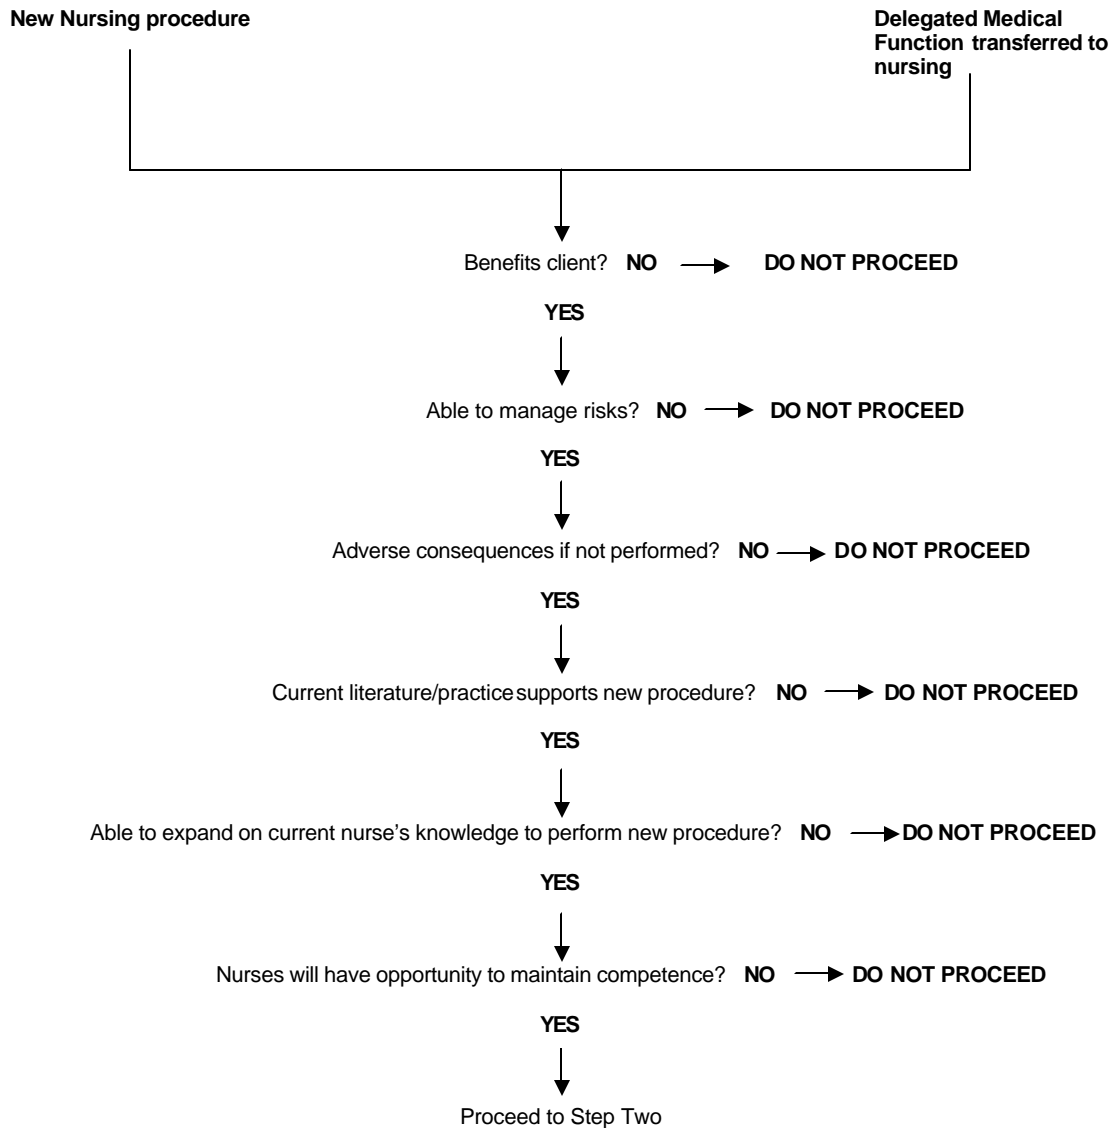 New Nursing procedure
Delegated Medical
Function transferred to
nursing
Benefits client? NO DO NOT PROCEED
YES
Able to manage risks? NO DO NOT PROCEED
YES
Adverse consequences if not performed? NO DO NOT PROCEED
YES
Current literature/practice supports new procedure? NO DO NOT PROCEED
YES
Able to expand on current nurse's knowledge to perform new procedure? NO DO NOT PROCEED
YES
Nurses will have opportunity to maintain competence? NO DO NOT PROCEED
YES
Proceed to Step Two